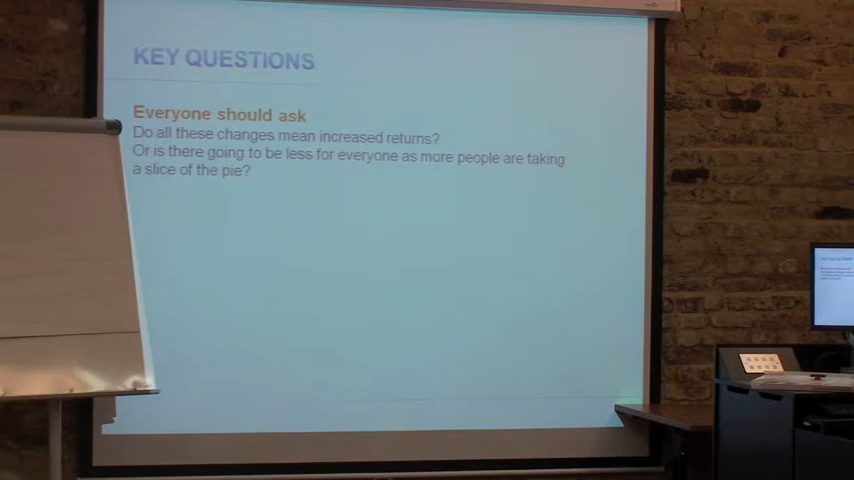 KEY QUESTIONS
Everyone should ask
Do all these changes mean increased returns?
Or is there going to be less for everyone as more people are taking
a slice of the pie?